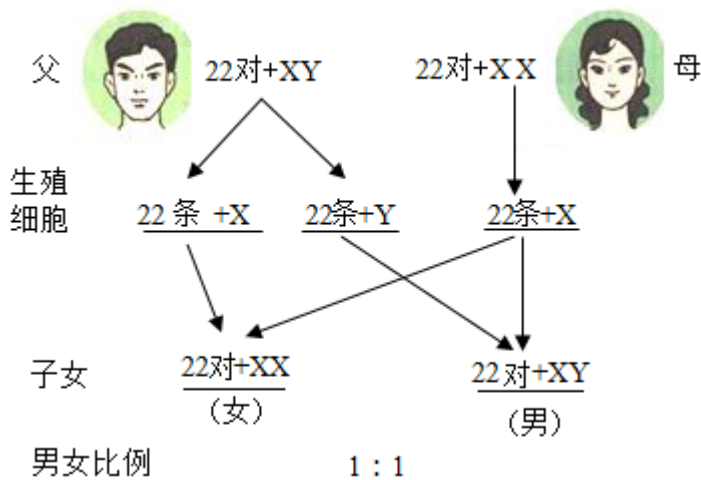 父 22对+XY 22对+XX 母
生殖
细胞 22条+X 22条+Y 22条+X
子女 22对+XX 22对+XY
(女) (男)
男女比例 1:1